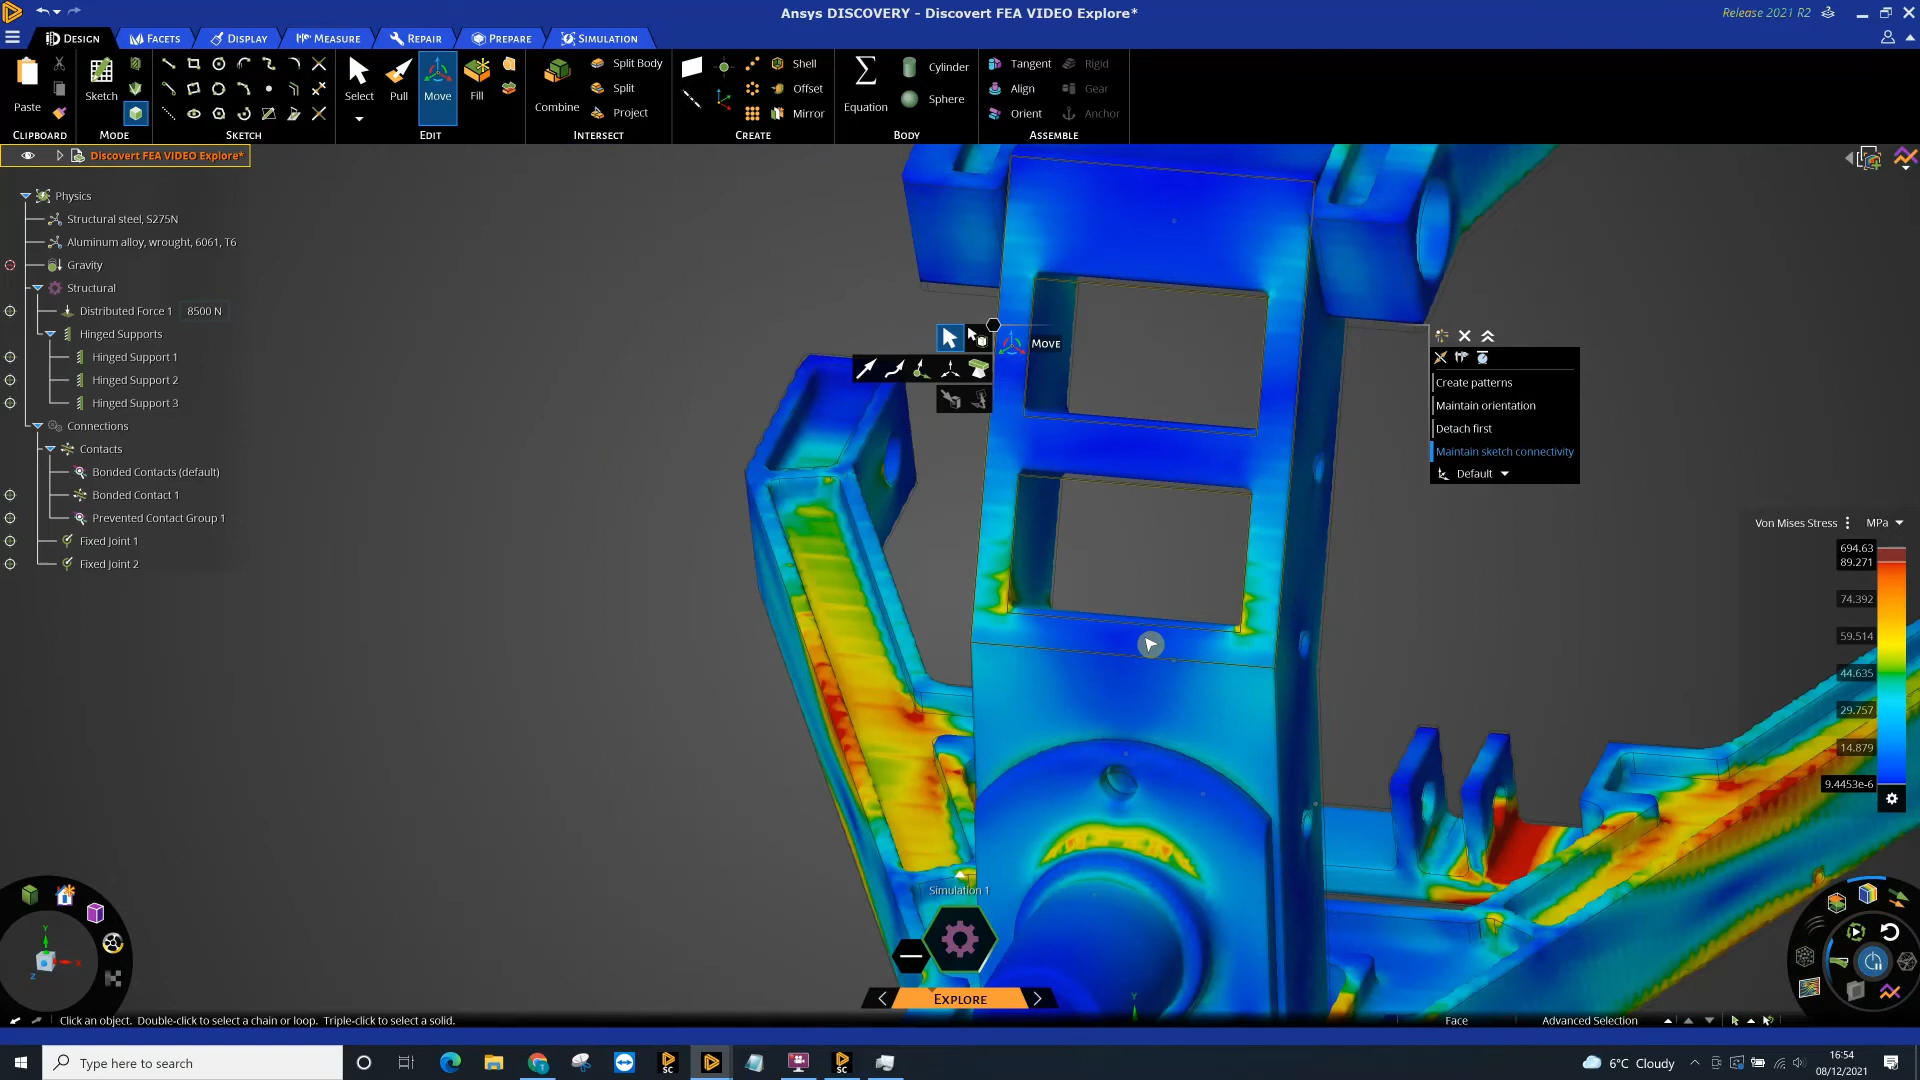 Ansys DISCOVERY - Discovert FEA VIDEO Explore*
Release 2021 R2
DESIGN
FACETS
DISPLAY
MEASURE
REPAIR
PREPARE
SIMULATION
Paste
CLIPBOARD
Sketch
MODE
SKETCH
Select
Pull
Move
Fill
EDIT
Combine
Split Body
Split
Project
INTERSECT
Shell
Offset
Mirror
CREATE
Equation
Cylinder
Sphere
BODY
Tangent
Align
Orient
Rigid
Gear
Anchor
ASSEMBLE
Discovert FEA VIDEO Explore*
Physics
Structural steel, S275N
Aluminum alloy, wrought, 6061, T6
Gravity
Structural
Distributed Force 1 8500 N
Hinged Supports
Hinged Support 1
Hinged Support 2
Hinged Support 3
Connections
Contacts
Bonded Contacts (default)
Bonded Contact 1
Prevented Contact Group 1
Fixed Joint 1
Fixed Joint 2
MOVE
Create patterns
Maintain orientation
Detach first
Maintain sketch connectivity
Default
Von Mises Stress MPa
694.63
89.271
74.392
59.514
44.635
29.757
14.879
9.4453e-6
Simulation 1
EXPLORE
Y
X
Z
Y
Click an object. Double-click to select a chain or loop. Triple-click to select a solid.
Face
Advanced Selection
Type here to search
SC
SC
6°C Cloudy
16:54
08/12/2021